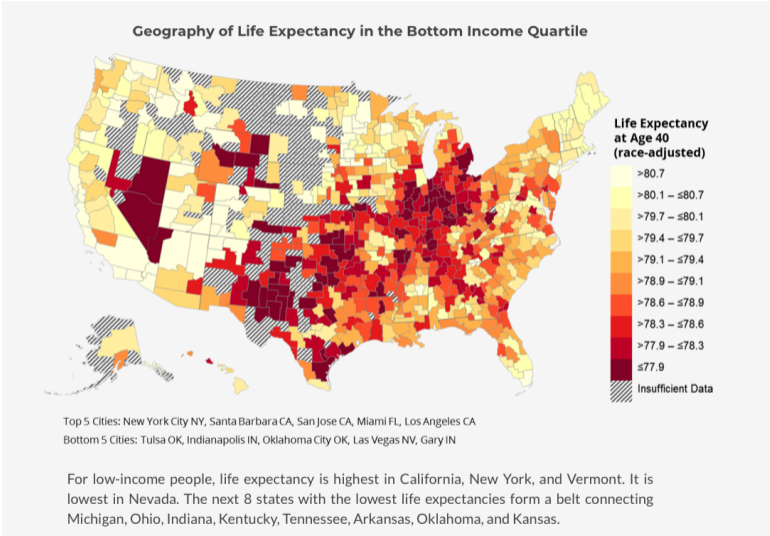 Geography of Life Expectancy in the Bottom Income Quartile
Life Expectancy
at Age 40
(race-adjusted)
>80.7
>80.1 – ≤80.7
>79.7 – ≤80.1
>79.4 – ≤79.7
>79.1 – ≤79.4
>78.9 – ≤79.1
>78.6 – ≤78.9
>78.3 – ≤78.6
>77.9 – ≤78.3
≤77.9
Insufficient Data
Top 5 Cities: New York City NY, Santa Barbara CA, San Jose CA, Miami FL, Los Angeles CA
Bottom 5 Cities: Tulsa OK, Indianapolis IN, Oklahoma City OK, Las Vegas NV, Gary IN
For low-income people, life expectancy is highest in California, New York, and Vermont. It is
lowest in Nevada. The next 8 states with the lowest life expectancies form a belt connecting
Michigan, Ohio, Indiana, Kentucky, Tennessee, Arkansas, Oklahoma, and Kansas.